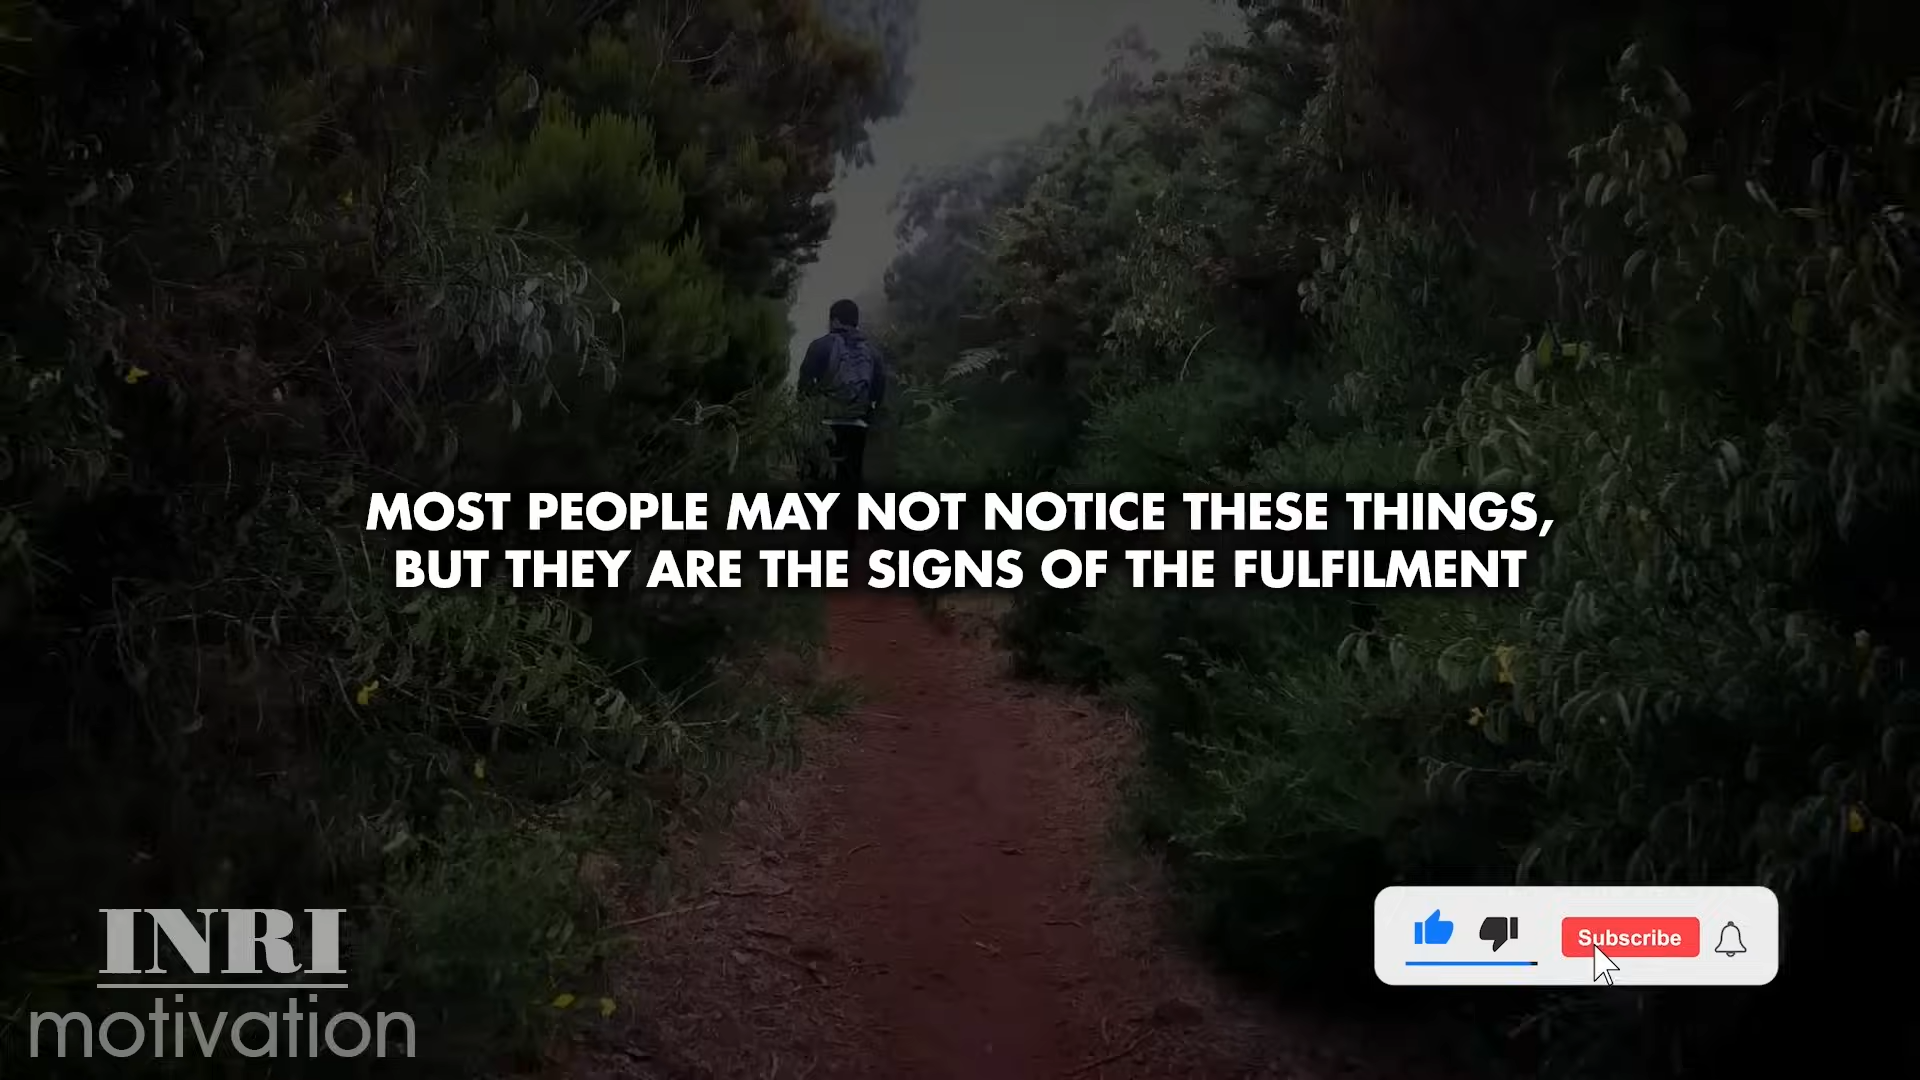 MOST PEOPLE MAY NOT NOTICE THESE THINGS,
BUT THEY ARE THE SIGNS OF THE FULFILMENT
INRI
motivation
Subscribe